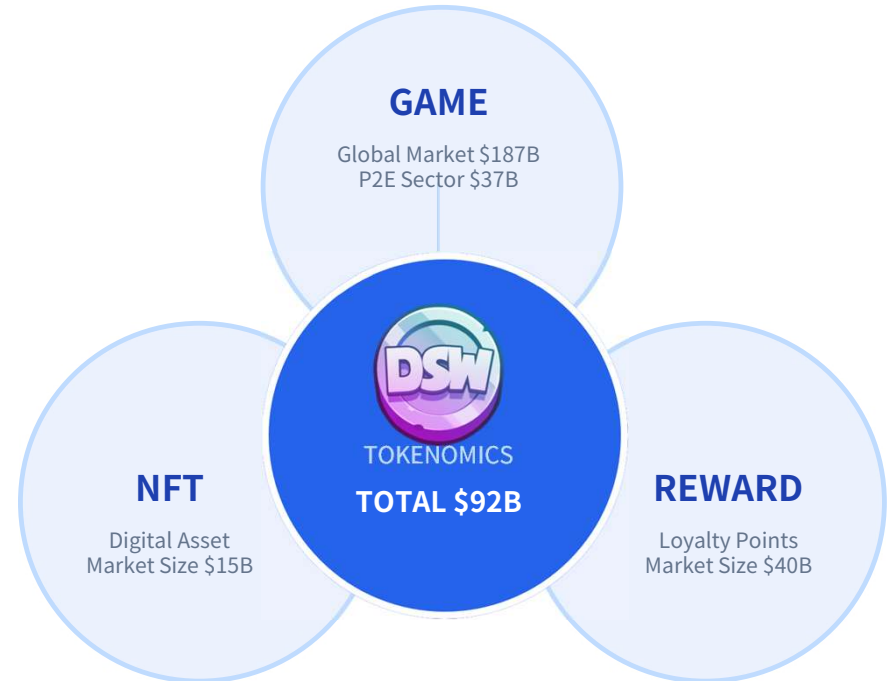 GAME
Global Market $187B
P2E Sector $37B
DSW
TOKENOMICS
TOTAL $92B
NFT
Digital Asset
Market Size $15B
REWARD
Loyalty Points
Market Size $40B